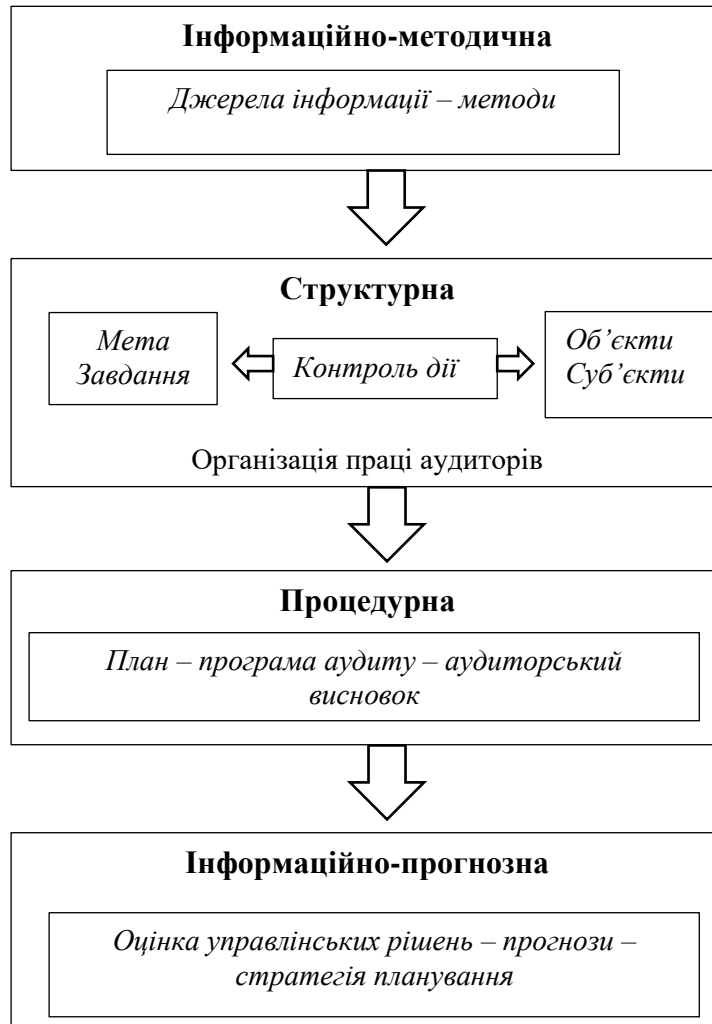 Інформаційно-методична
Джерела інформації – методи
Структурна
Мета
Завдання
Контроль дії
Об’єкти
Суб’єкти
Організація праці аудиторів
Процедурна
План – програма аудиту – аудиторський
висновок
Інформаційно-прогнозна
Оцінка управлінських рішень – прогнози –
стратегія планування